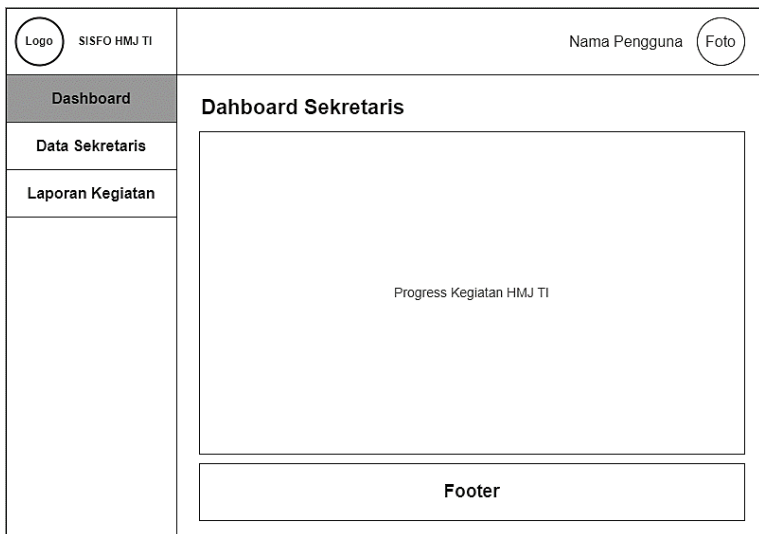 Logo
SISFO HMJ TI
Nama Pengguna
Foto
Dashboard
Data Sekretaris
Laporan Kegiatan
Dahboard Sekretaris
Progress Kegiatan HMJ TI
Footer